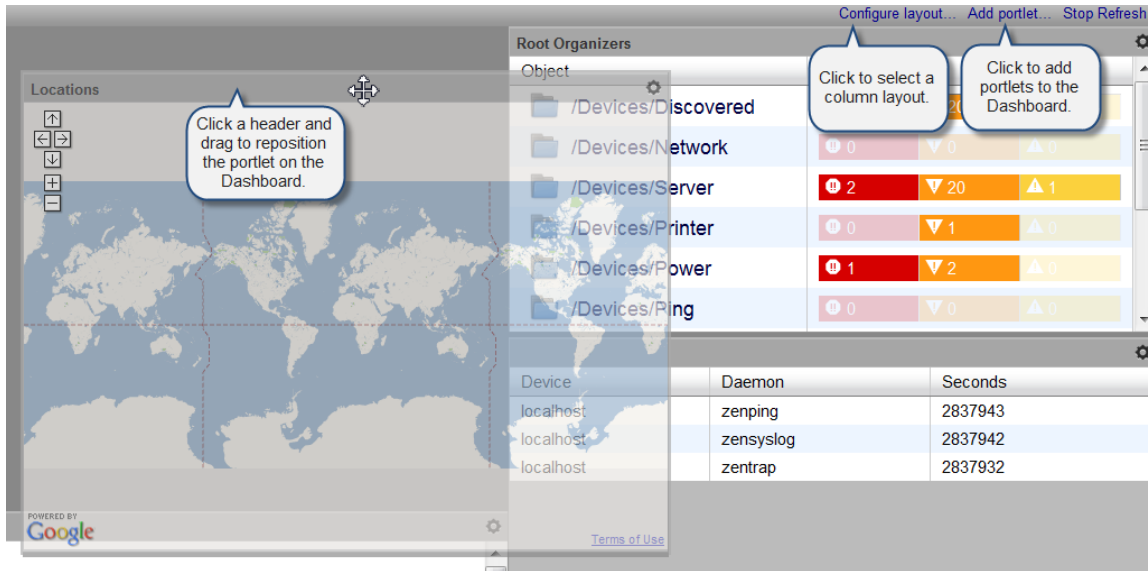 Configure layout... Add portlet... Stop Refresh
Root Organizers
Object
Click to select a
column layout.
Click to add
portlets to the
Dashboard.
Locations
Click a header and
drag to reposition
the portlet on the
Dashboard.
/Devices/Discovered 20
/Devices/Network 0 0 0
/Devices/Server 2 20 1
/Devices/Printer 0 1 0
/Devices/Power 1 2 0
/Devices/Ping 0 0 0
Device Daemon Seconds
localhost zenping 2837943
localhost zensyslog 2837942
localhost zentrap 2837932
POWERED BY
Google
Terms of Use